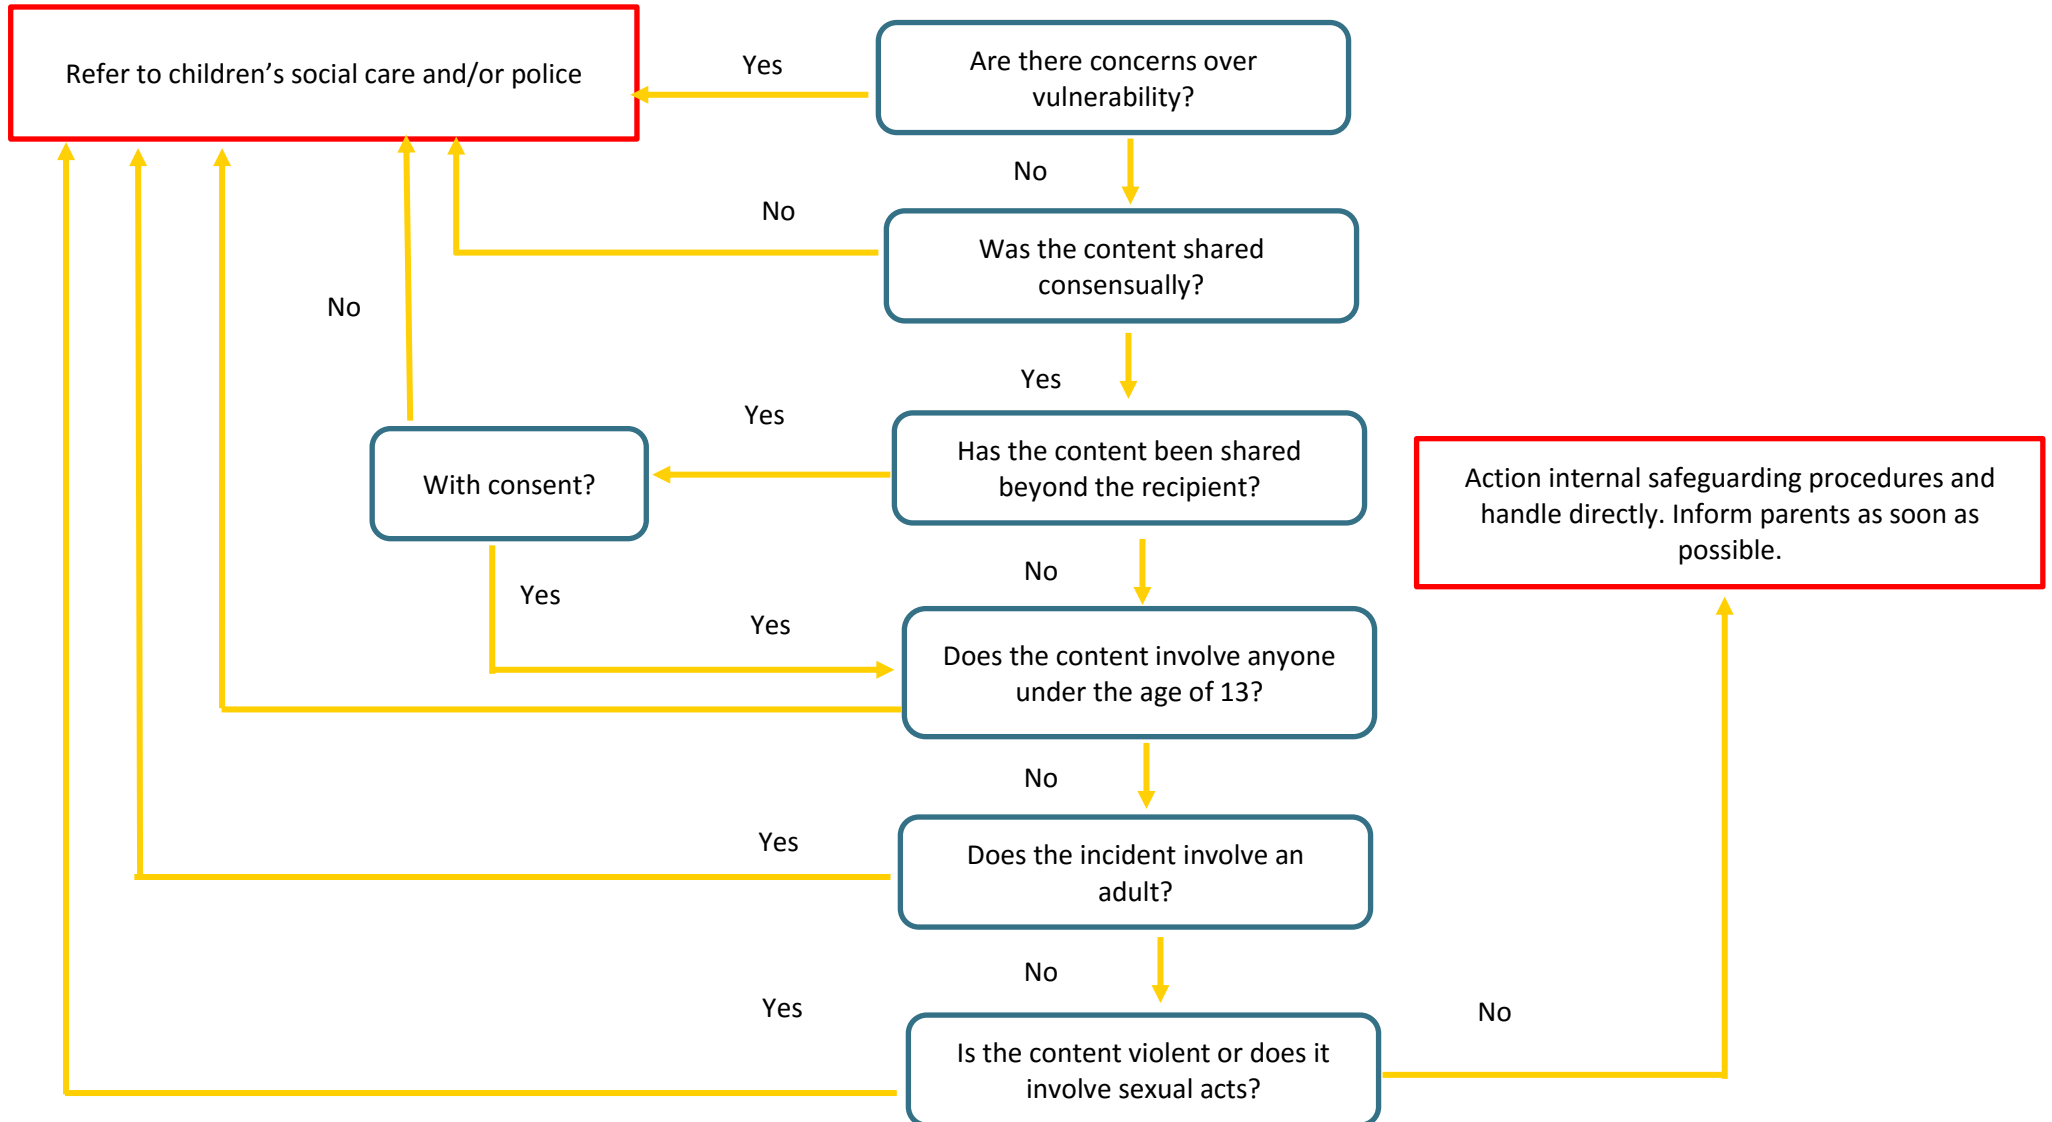 Refer to children’s social care and/or police
Yes
Are there concerns over
vulnerability?
No
No
Was the content shared
consensually?
No
Yes
Yes
With consent?
Has the content been shared
beyond the recipient?
Action internal safeguarding procedures and
handle directly. Inform parents as soon as
possible.
No
Yes
Yes
Does the content involve anyone
under the age of 13?
No
Yes
Does the incident involve an
adult?
No
Yes
Is the content violent or does it
involve sexual acts?
No